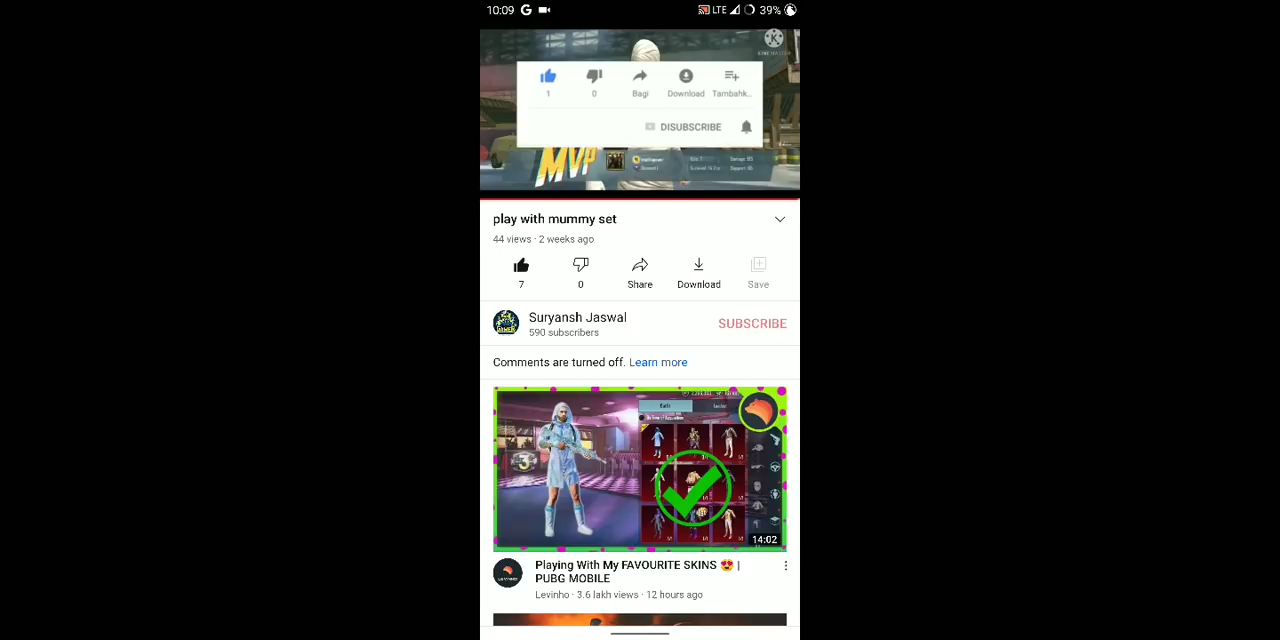 10:09 G LTE 39%
K
KINEMASTER
1 0 Bagi Download Tambahk...
DISUBSCRIBE
MVP
play with mummy set
44 views · 2 weeks ago
7 0 Share Download Save
Suryansh Jaswal
590 subscribers
SUBSCRIBE
Comments are turned off. Learn more
3
14:02
Playing With My FAVOURITE SKINS 😍 |
PUBG MOBILE
Levinho · 3.6 lakh views · 12 hours ago